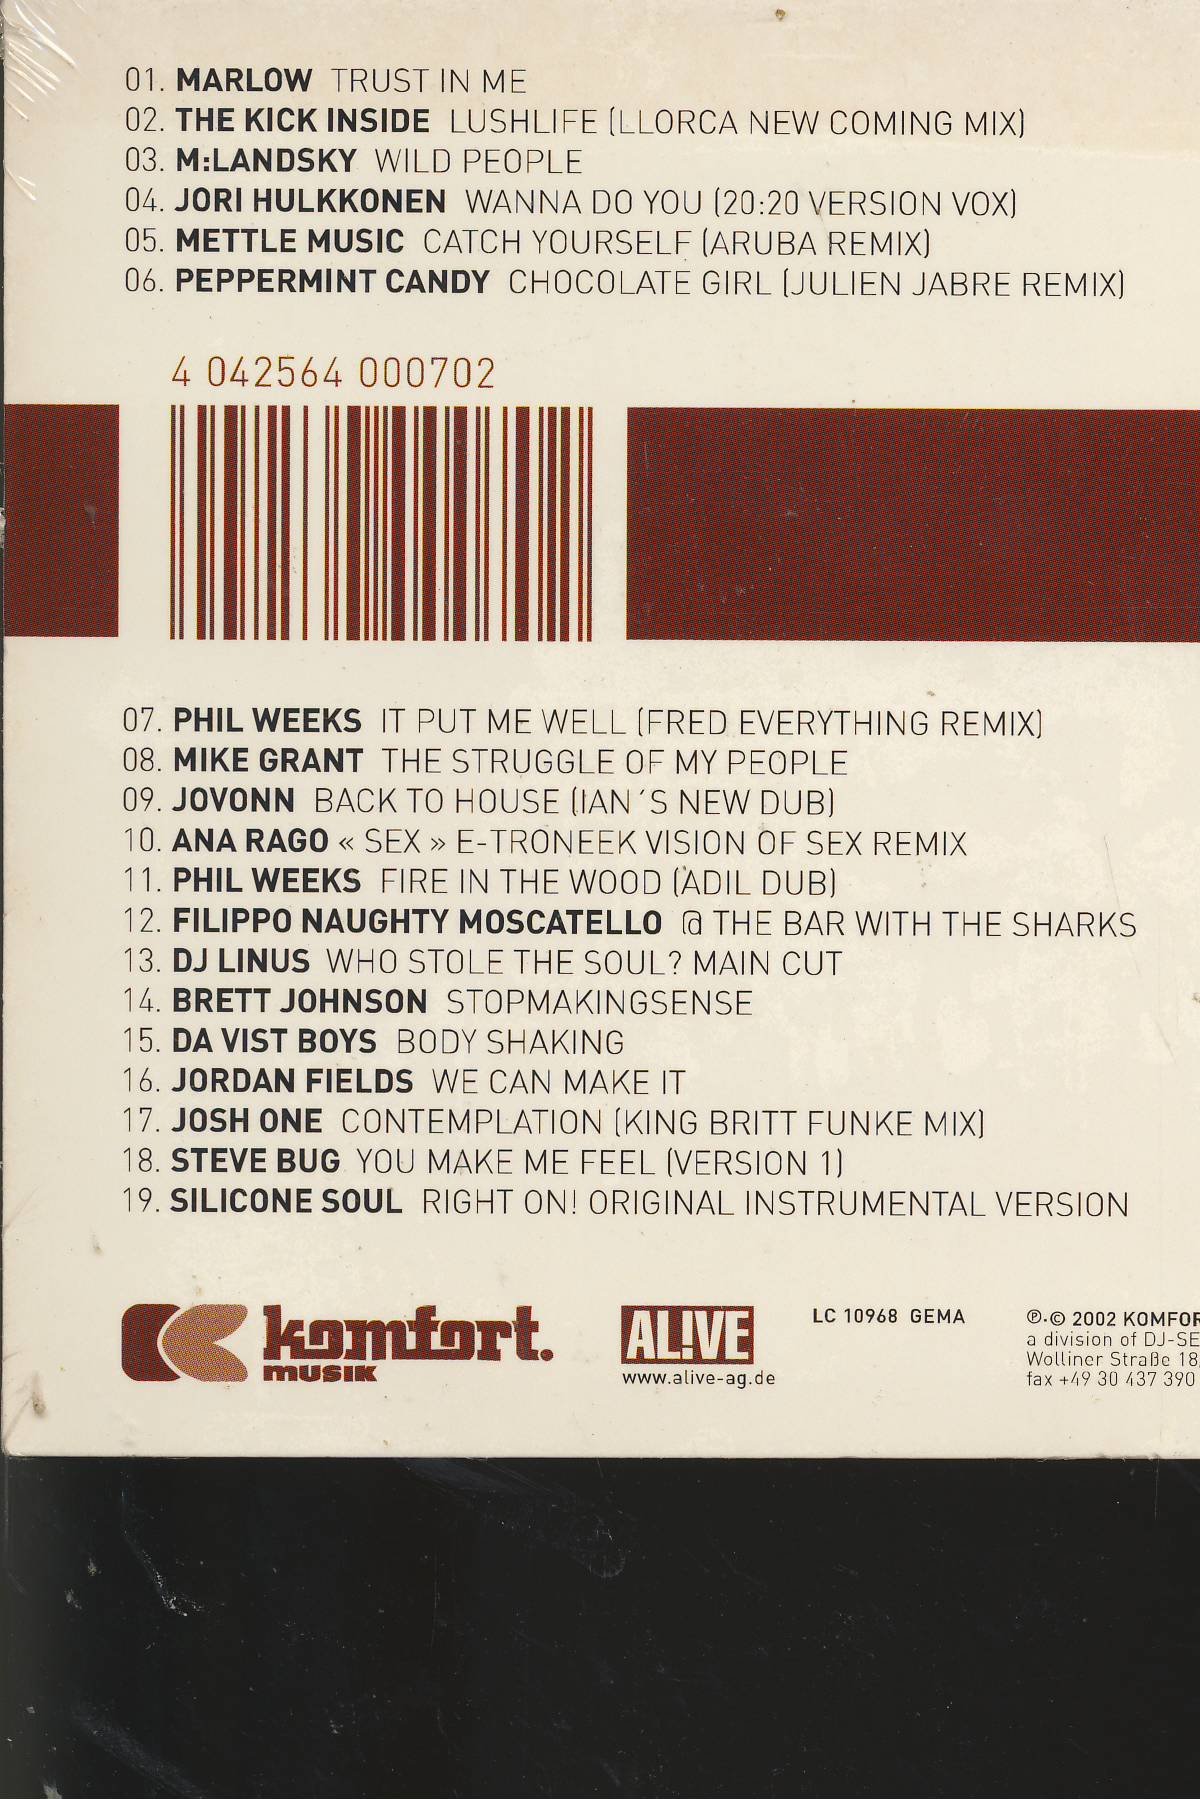 01. MARLOW TRUST IN ME
02. THE KICK INSIDE LUSHLIFE (LLORCA NEW COMING MIX)
03. M:LANDSKY WILD PEOPLE
04. JORI HULKKONEN WANNA DO YOU (20:20 VERSION VOX)
05. METTLE MUSIC CATCH YOURSELF (ARUBA REMIX)
06. PEPPERMINT CANDY CHOCOLATE GIRL (JULIEN JABRE REMIX)
4 042564 000702
07. PHIL WEEKS IT PUT ME WELL (FRED EVERYTHING REMIX)
08. MIKE GRANT THE STRUGGLE OF MY PEOPLE
09. JOVONN BACK TO HOUSE (IAN´S NEW DUB)
10. ANA RAGO « SEX » E-TRONEEK VISION OF SEX REMIX
11. PHIL WEEKS FIRE IN THE WOOD (ADIL DUB)
12. FILIPPO NAUGHTY MOSCATELLO @ THE BAR WITH THE SHARKS
13. DJ LINUS WHO STOLE THE SOUL? MAIN CUT
14. BRETT JOHNSON STOPMAKINGSENSE
15. DA VIST BOYS BODY SHAKING
16. JORDAN FIELDS WE CAN MAKE IT
17. JOSH ONE CONTEMPLATION (KING BRITT FUNKE MIX)
18. STEVE BUG YOU MAKE ME FEEL (VERSION 1)
19. SILICONE SOUL RIGHT ON! ORIGINAL INSTRUMENTAL VERSION
komfort.
musik
AL!VE
www.alive-ag.de
LC 10968 GEMA
℗·© 2002 KOMFOR
a division of DJ-SE
Wolliner Straße 18
fax +49 30 437 390